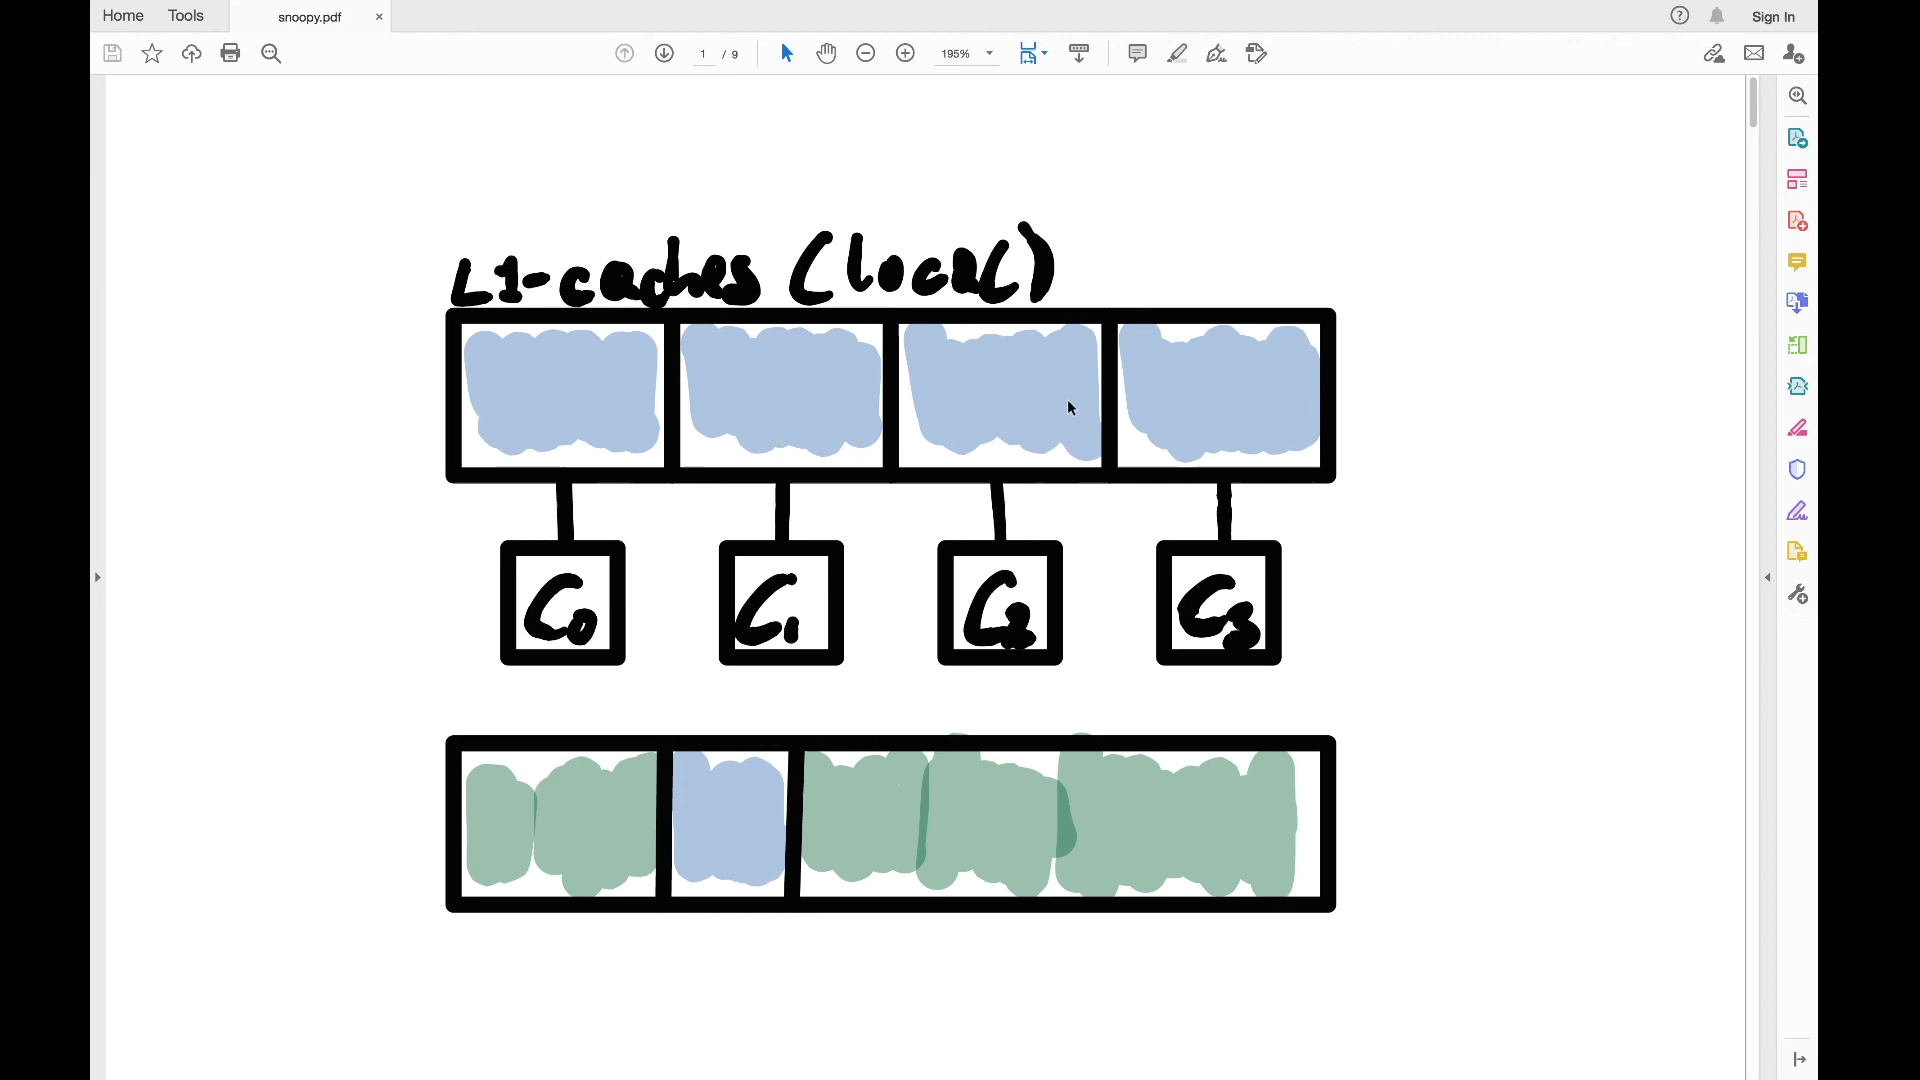 Home Tools snoopy.pdf × Sign In
1 / 9 195%
L1-caches (local)
C0 C1 C2 C3